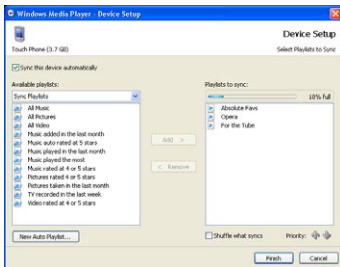 Windows Media Player - Device Setup
Device Setup
Touch Phone (3.7 GB)
Select Playlists to Sync
Sync this device automatically
Available playlists:
Playlists to sync:
Sync Playlists
10% full
All Music
All Pictures
All Video
Music added in the last month
Music auto rated at 5 stars
Music played in the last month
Music played the most
Music rated at 4 or 5 stars
Pictures rated 4 or 5 stars
Pictures taken in the last month
TV recorded in the last week
Video rated at 4 or 5 stars
Add >
< Remove
Absolute Favs
Opera
For the Tube
New Auto Playlist...
Shuffle what syncs
Priority:
Finish
Cancel